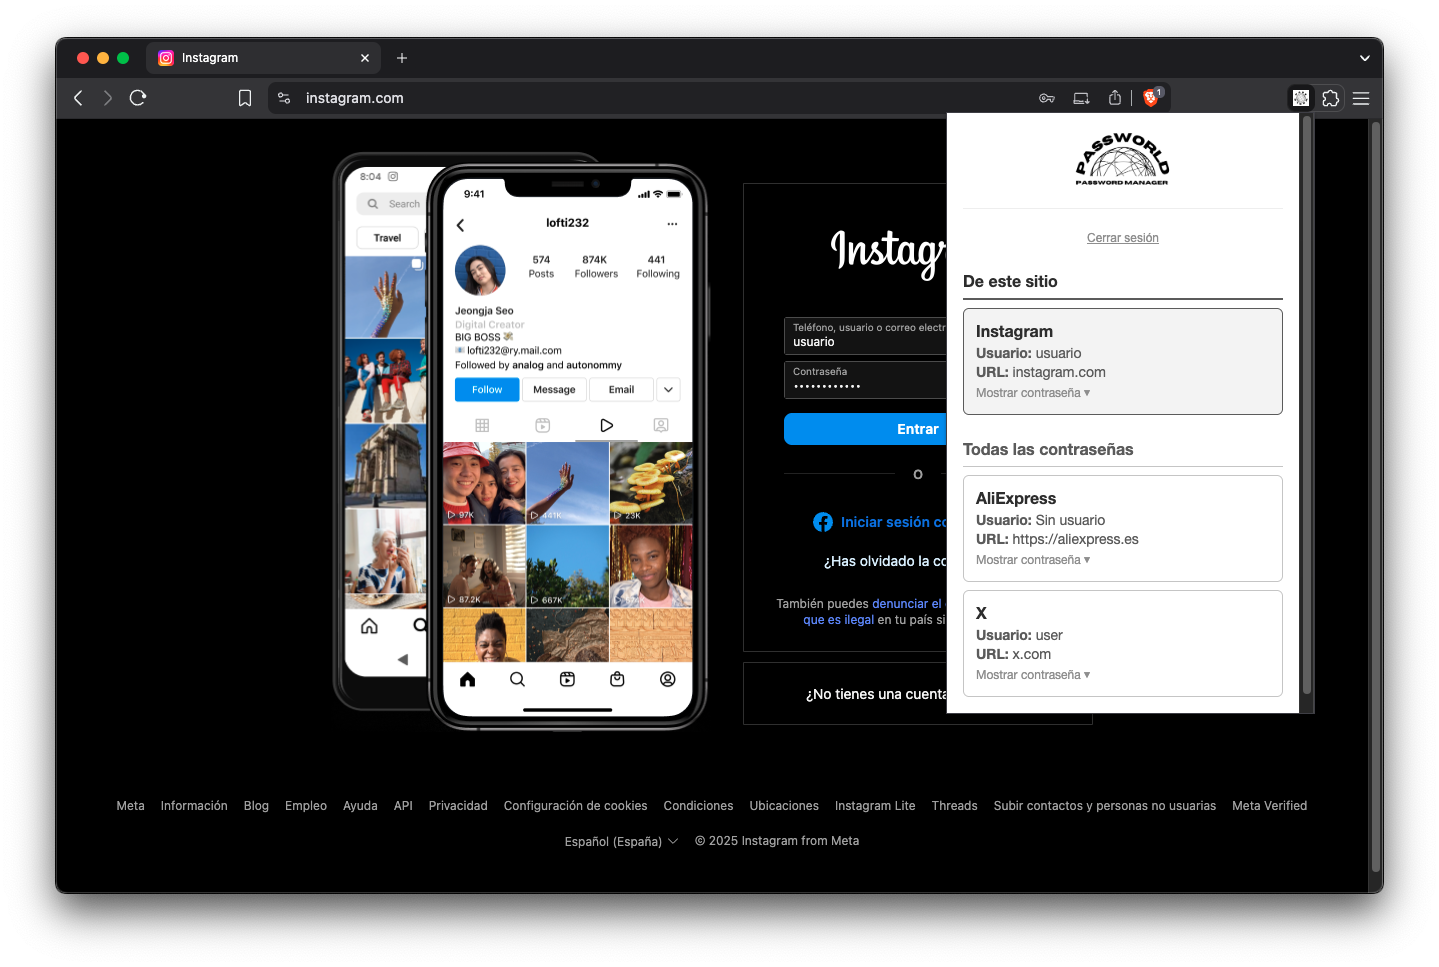 Instagram
instagram.com
1
PASSWORLD
PASSWORD MANAGER
Cerrar sesión
De este sitio
Instagram
Usuario: usuario
URL: instagram.com
Mostrar contraseña ▾
Todas las contraseñas
AliExpress
Usuario: Sin usuario
URL: https://aliexpress.es
Mostrar contraseña ▾
X
Usuario: user
URL: x.com
Mostrar contraseña ▾
8:04
Search
Travel
9:41
lofti232
574 874K 441
Posts Followers Following
Jeongja Seo
Digital Creator
BIG BOSS
lofti232@ry.mail.com
Followed by analog and autonomy
Follow Message Email
97K 441K 23K
87.2K 667K
Instag
Teléfono, usuario o correo electr
usuario
Contraseña
••••••••••••
Entrar
O
Iniciar sesión co
¿Has olvidado la co
También puedes denunciar el
que es ilegal en tu país si
¿No tienes una cuenta
Meta Información Blog Empleo Ayuda API Privacidad Configuración de cookies Condiciones Ubicaciones Instagram Lite Threads Subir contactos y personas no usuarias Meta Verified
Español (España) © 2025 Instagram from Meta